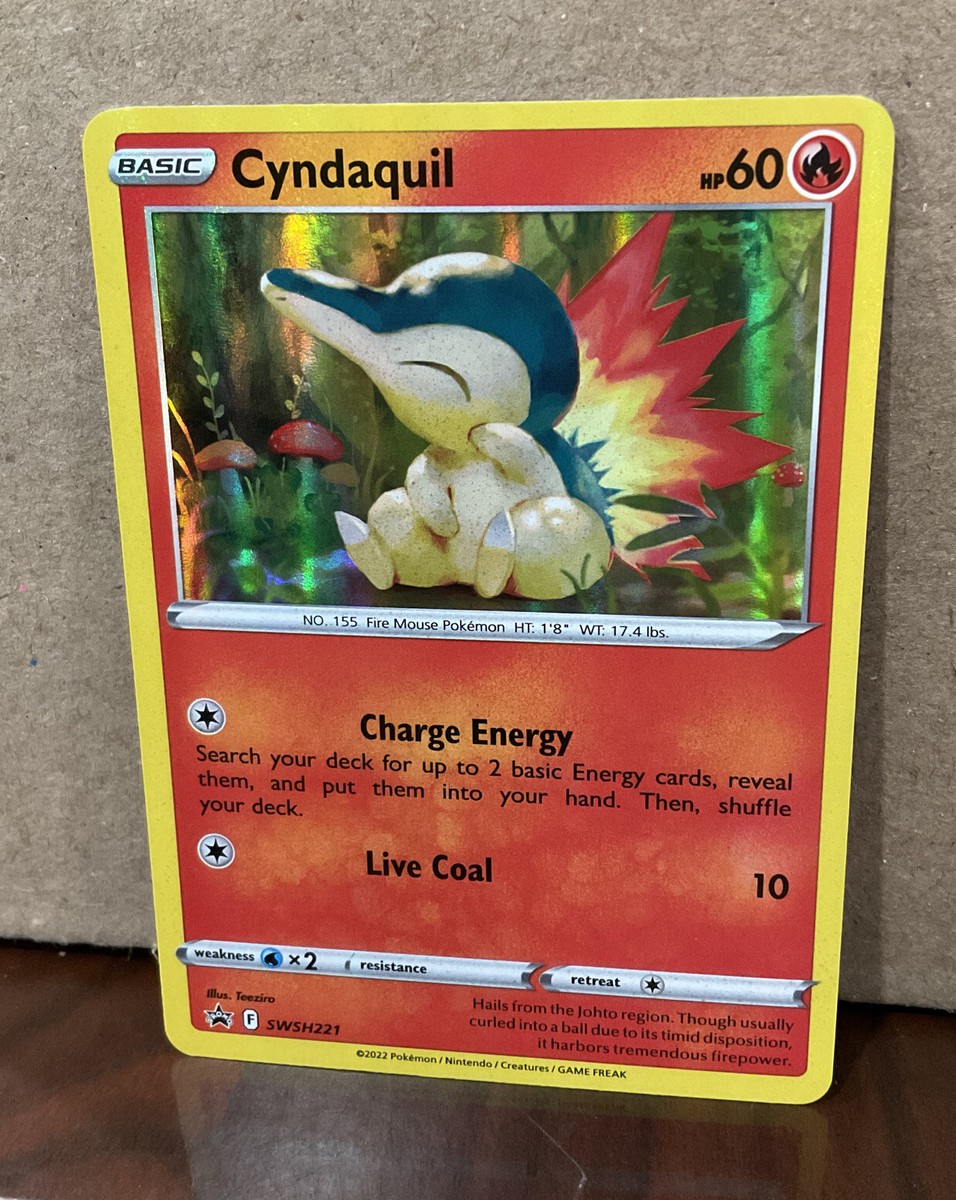 BASIC Cyndaquil HP 60
NO. 155 Fire Mouse Pokémon HT: 1'8" WT: 17.4 lbs.
Charge Energy
Search your deck for up to 2 basic Energy cards, reveal
them, and put them into your hand. Then, shuffle
your deck.
Live Coal 10
weakness ×2 resistance retreat
Illus. Teeziro
F SWSH221
Hails from the Johto region. Though usually
curled into a ball due to its timid disposition,
it harbors tremendous firepower.
©2022 Pokémon / Nintendo / Creatures / GAME FREAK